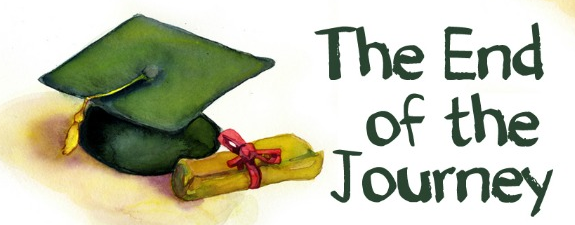 The End
of the
Journey